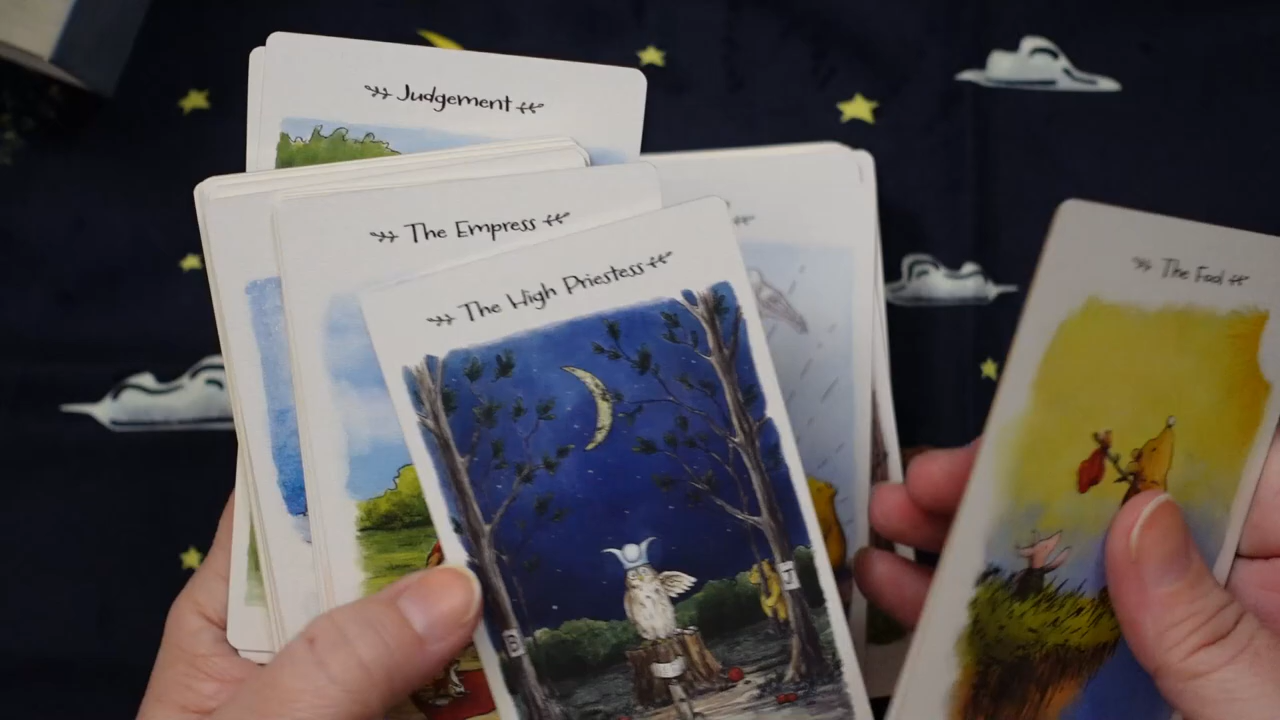 Judgement
The Empress
The High Priestess
The Fool
B
J